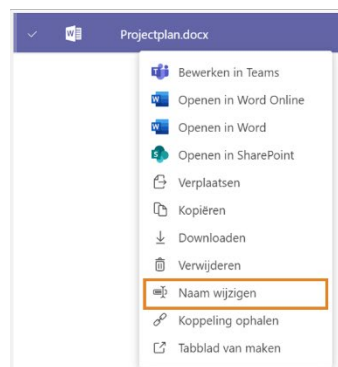 Projectplan.docx
Bewerken in Teams
Openen in Word Online
Openen in Word
Openen in SharePoint
Verplaatsen
Kopiëren
Downloaden
Verwijderen
Naam wijzigen
Koppeling ophalen
Tabblad van maken